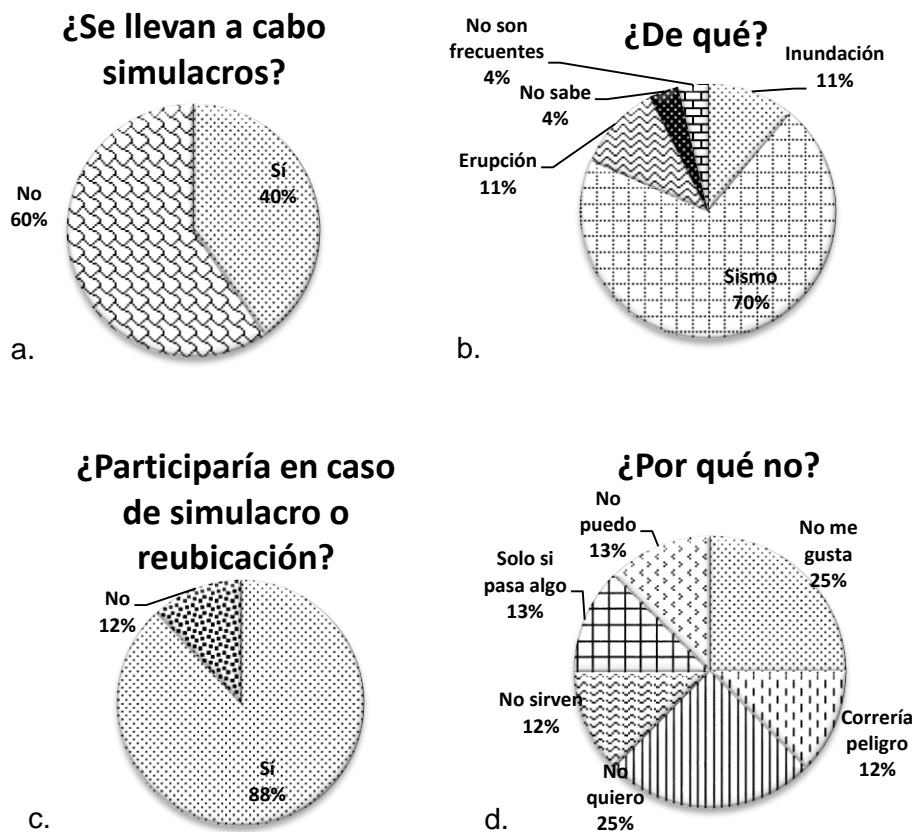 ¿Se llevan a cabo
simulacros?
Sí
40%
No
60%
a.
¿De qué?
No son
frecuentes
4%
Inundación
11%
No sabe
4%
Erupción
11%
Sismo
70%
b.
¿Participaría en caso
de simulacro o
reubicación?
No
12%
Sí
88%
c.
¿Por qué no?
No
puedo
13%
No me
gusta
25%
Solo si
pasa algo
13%
No sirven
12%
Correría
peligro
12%
No
quiero
25%
d.